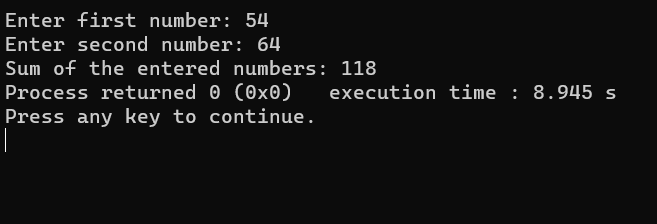 Enter first number: 54
Enter second number: 64
Sum of the entered numbers: 118
Process returned 0 (0x0)   execution time : 8.945 s
Press any key to continue.